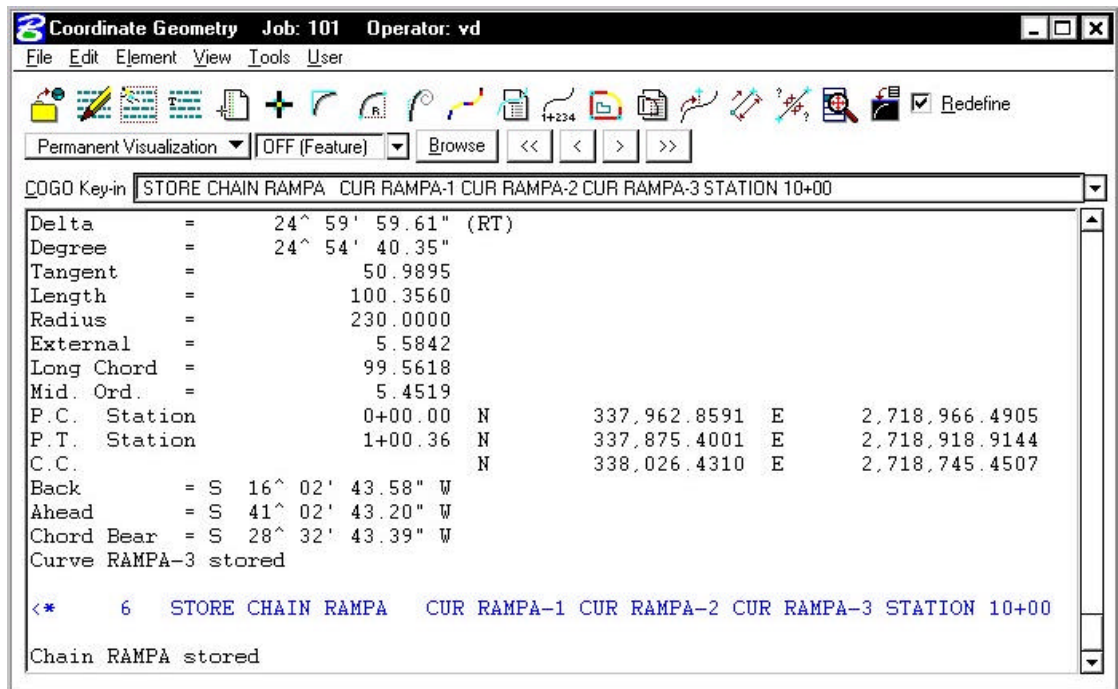 Coordinate Geometry Job: 101 Operator: vd
File Edit Element View Tools User
R 1+234 Redefine
Permanent Visualization OFF (Feature) Browse << < > >>
COGO Key-in STORE CHAIN RAMPA CUR RAMPA-1 CUR RAMPA-2 CUR RAMPA-3 STATION 10+00
Delta = 24^ 59' 59.61" (RT)
Degree = 24^ 54' 40.35"
Tangent = 50.9895
Length = 100.3560
Radius = 230.0000
External = 5.5842
Long Chord = 99.5618
Mid. Ord. = 5.4519
P.C. Station 0+00.00 N 337,962.8591 E 2,718,966.4905
P.T. Station 1+00.36 N 337,875.4001 E 2,718,918.9144
C.C. N 338,026.4310 E 2,718,745.4507
Back = S 16^ 02' 43.58" W
Ahead = S 41^ 02' 43.20" W
Chord Bear = S 28^ 32' 43.39" W
Curve RAMPA-3 stored
<* 6 STORE CHAIN RAMPA CUR RAMPA-1 CUR RAMPA-2 CUR RAMPA-3 STATION 10+00
Chain RAMPA stored